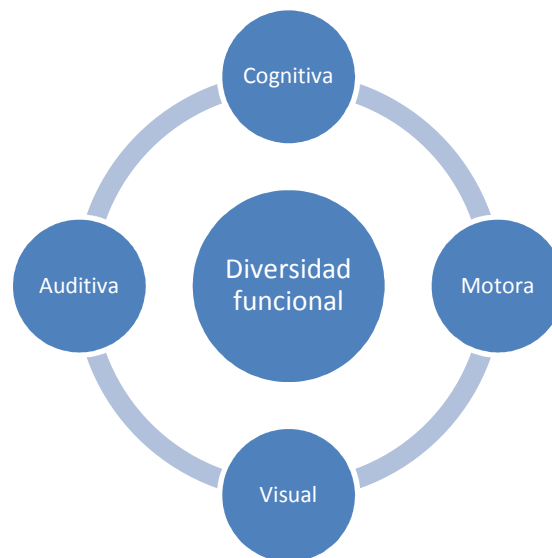 Cognitiva
Auditiva
Diversidad
funcional
Motora
Visual